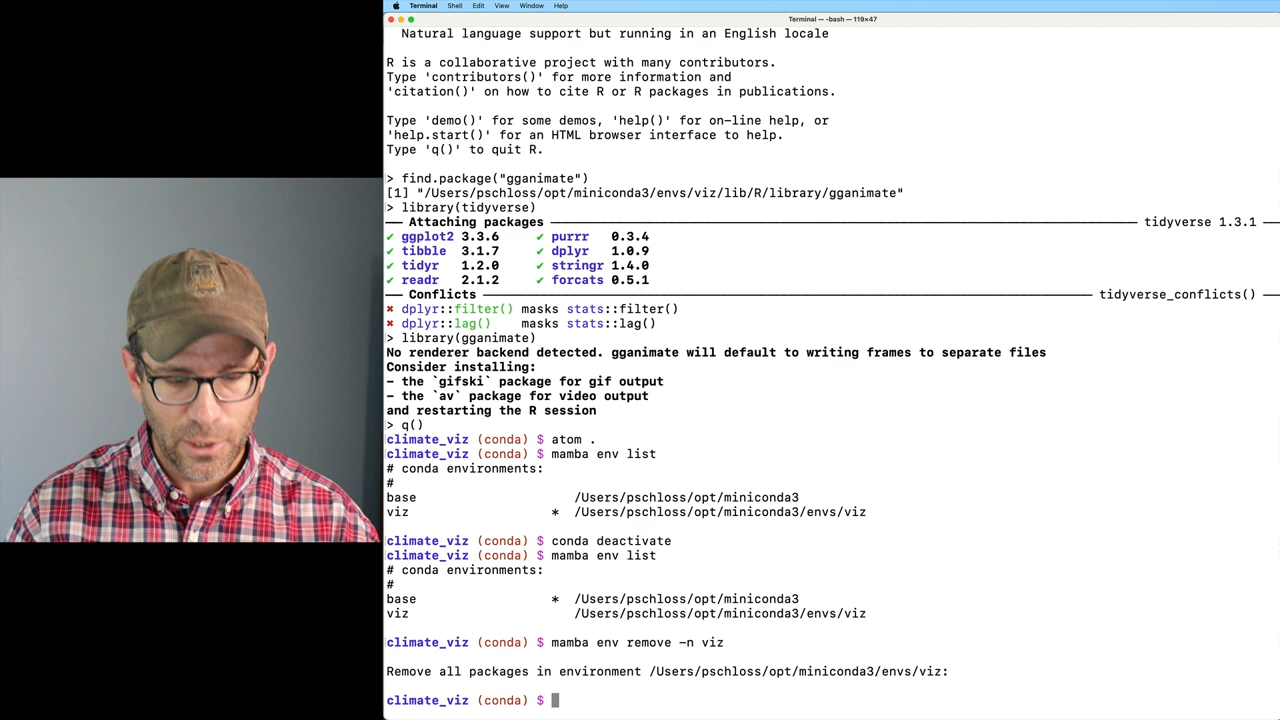 Terminal Shell Edit View Window Help
Terminal — -bash — 119×47
Natural language support but running in an English locale
R is a collaborative project with many contributors.
Type 'contributors()' for more information and
'citation()' on how to cite R or R packages in publications.
Type 'demo()' for some demos, 'help()' for on-line help, or
'help.start()' for an HTML browser interface to help.
Type 'q()' to quit R.
> find.package("gganimate")
[1] "/Users/pschloss/opt/miniconda3/envs/viz/lib/R/library/gganimate"
> library(tidyverse)
── Attaching packages ── tidyverse 1.3.1
✔ ggplot2 3.3.6 ✔ purrr 0.3.4
✔ tibble 3.1.7 ✔ dplyr 1.0.9
✔ tidyr 1.2.0 ✔ stringr 1.4.0
✔ readr 2.1.2 ✔ forcats 0.5.1
── Conflicts ── tidyverse_conflicts()
✖ dplyr::filter() masks stats::filter()
✖ dplyr::lag() masks stats::lag()
> library(gganimate)
No renderer backend detected. gganimate will default to writing frames to separate files
Consider installing:
- the `gifski` package for gif output
- the `av` package for video output
and restarting the R session
> q()
climate_viz (conda) $ atom .
climate_viz (conda) $ mamba env list
# conda environments:
#
base /Users/pschloss/opt/miniconda3
viz * /Users/pschloss/opt/miniconda3/envs/viz
climate_viz (conda) $ conda deactivate
climate_viz (conda) $ mamba env list
# conda environments:
#
base * /Users/pschloss/opt/miniconda3
viz /Users/pschloss/opt/miniconda3/envs/viz
climate_viz (conda) $ mamba env remove -n viz
Remove all packages in environment /Users/pschloss/opt/miniconda3/envs/viz:
climate_viz (conda) $